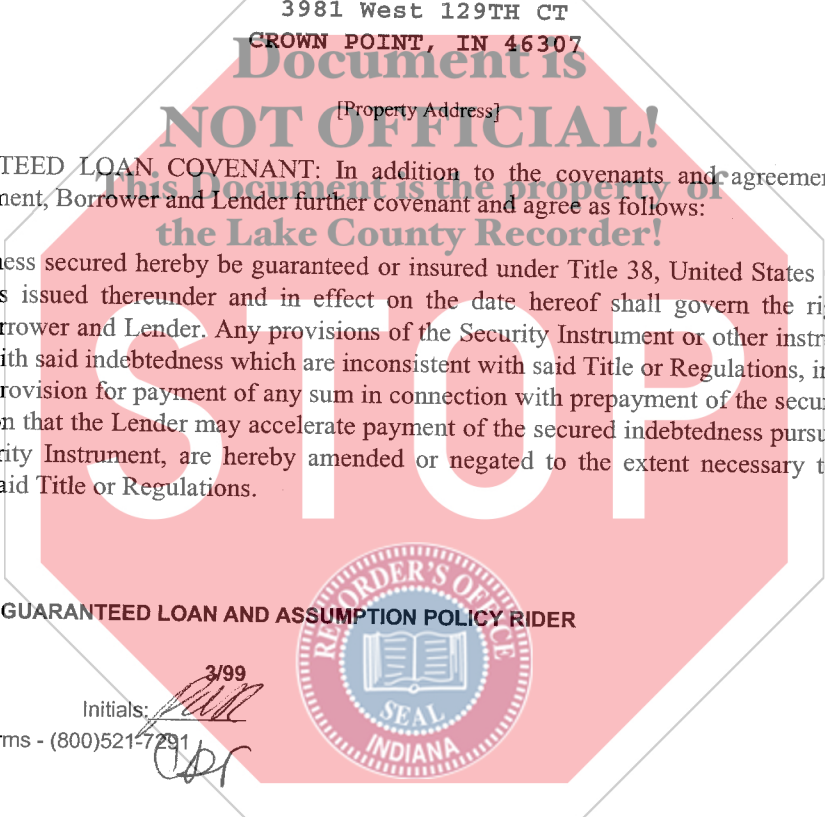 3981 West 129TH CT
CROWN POINT, IN 46307
Document is
[Property Address]
NOT OFFICIAL!
TEED LOAN COVENANT: In addition to the covenants and agreemen
This Document is the property of
ment, Borrower and Lender further covenant and agree as follows:
the Lake County Recorder!
ness secured hereby be guaranteed or insured under Title 38, United States
s issued thereunder and in effect on the date hereof shall govern the rig
rrower and Lender. Any provisions of the Security Instrument or other instr
ith said indebtedness which are inconsistent with said Title or Regulations, in
rovision for payment of any sum in connection with prepayment of the secur
on that the Lender may accelerate payment of the secured indebtedness pursu
rity Instrument, are hereby amended or negated to the extent necessary t
aid Title or Regulations.
STOP
GUARANTEED LOAN AND ASSUMPTION POLICY RIDER
RECORDER'S OFFICE
SEAL
INDIANA
3/99
Initials:
rms - (800)521-7291